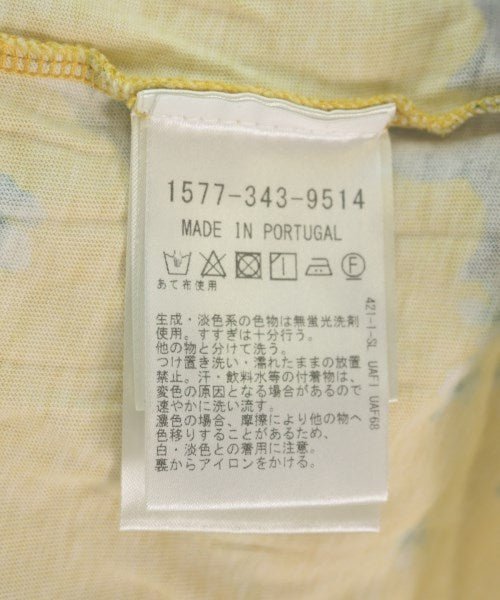 1577-343-9514
MADE IN PORTUGAL
F
あて布使用
生成・淡色系の色物は無蛍光洗剤
使用。すすぎは十分行う。
他の物と分けて洗う。
つけ置き洗い・濡れたままの放置
禁止。汗・飲料水等の付着物は、
変色の原因となる場合があるので
速やかに洗い流す。
濃色の場合、摩擦により他の物へ
色移りすることがあるため、
白・淡色との着用に注意。
裏からアイロンをかける。
421-I-SL UAF1 UAF68